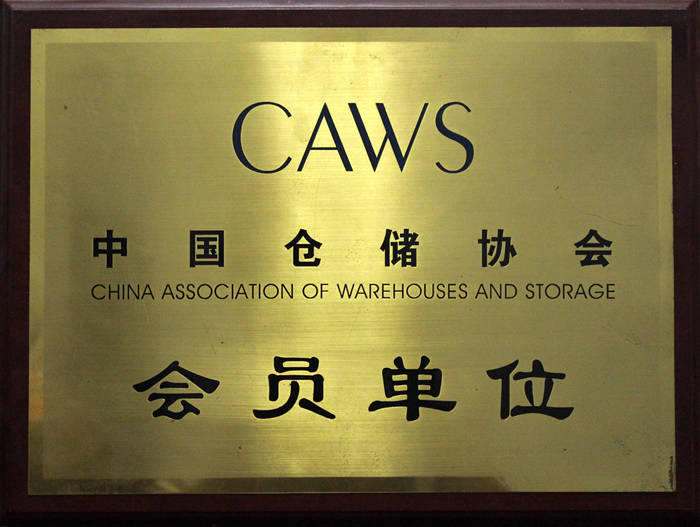 CAWS
中国仓储协会
CHINA ASSOCIATION OF WAREHOUSES AND STORAGE
会员单位